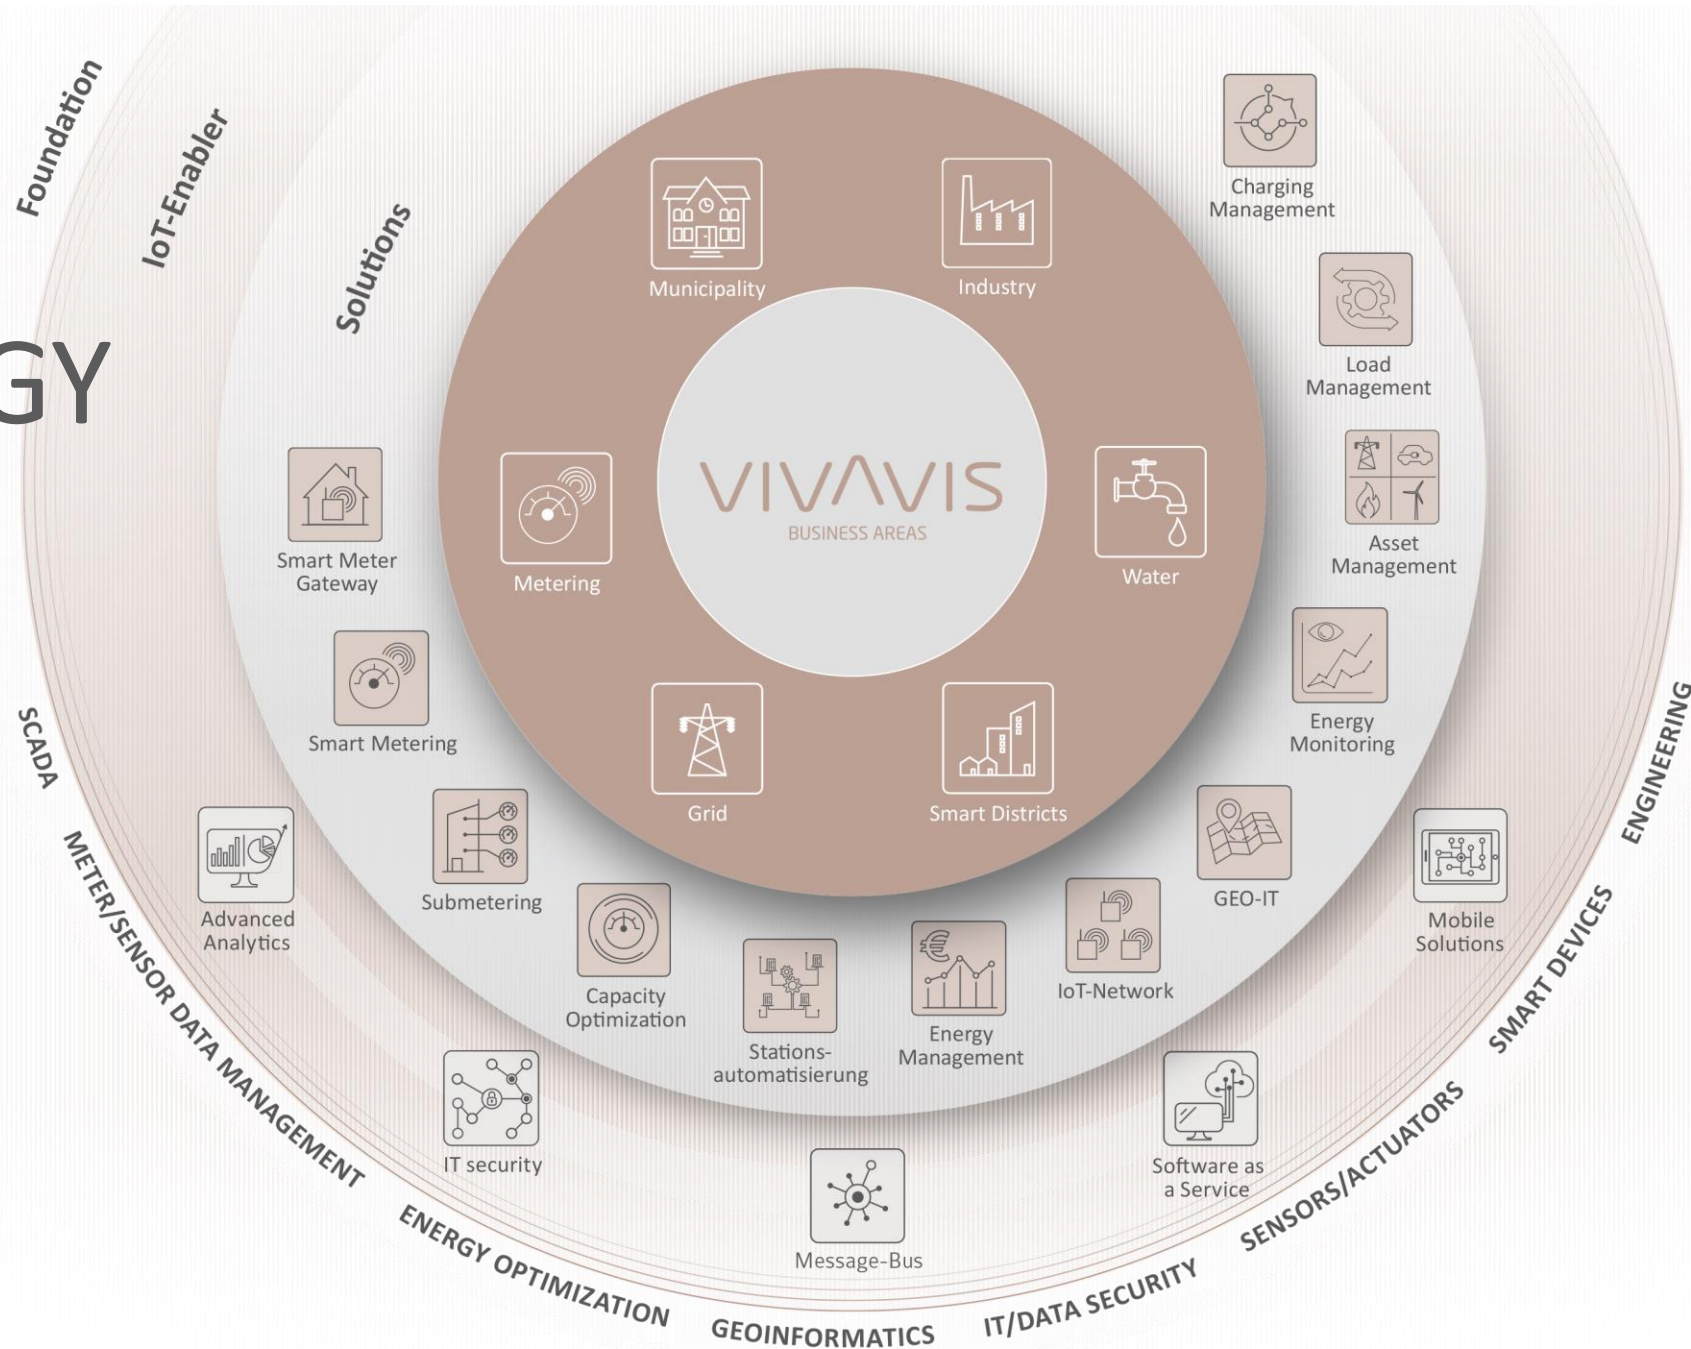 Foundation
IoT-Enabler
Solutions
GY
Municipality
Industry
Metering
VIVAVIS
BUSINESS AREAS
Water
Grid
Smart Districts
Charging
Management
Load
Management
Asset
Management
Energy
Monitoring
GEO-IT
IoT-Network
Energy
Management
Stations-
automatisierung
Capacity
Optimization
Submetering
Smart Metering
Smart Meter
Gateway
Advanced
Analytics
IT security
Message-Bus
Software as
a Service
Mobile
Solutions
SCADA
METER/SENSOR DATA MANAGEMENT
ENERGY OPTIMIZATION
GEOINFORMATICS
IT/DATA SECURITY
SENSORS/ACTUATORS
SMART DEVICES
ENGINEERING